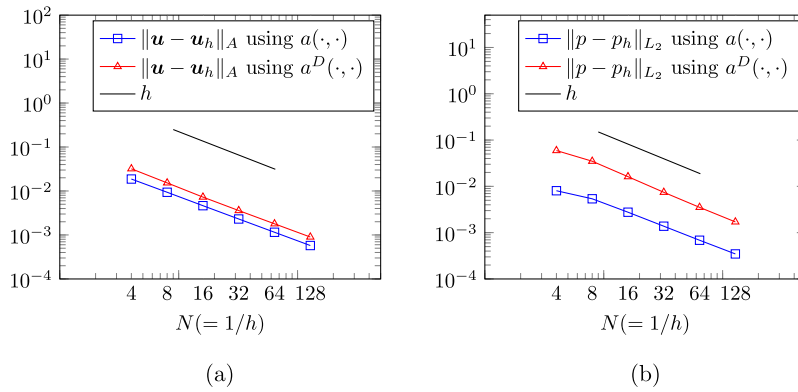 10^2
10^1
10^0
10^−1
10^−2
10^−3
10^−4
‖u − u_h‖_A using a(·, ·)
‖u − u_h‖_A using a^D(·, ·)
h
4 8 16 32 64 128
N(= 1/h)
(a)
10^1
10^0
10^−1
10^−2
10^−3
10^−4
‖p − p_h‖_{L_2} using a(·, ·)
‖p − p_h‖_{L_2} using a^D(·, ·)
h
4 8 16 32 64 128
N(= 1/h)
(b)